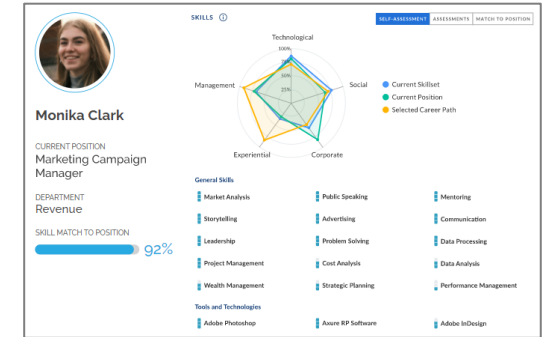 SKILLS
SELF-ASSESSMENT ASSESSMENTS MATCH TO POSITION
Technological
100%
75%
50%
25%
Management
Social
Experiential
Corporate
Current Skillset
Current Position
Selected Career Path
Monika Clark
CURRENT POSITION
Marketing Campaign
Manager
DEPARTMENT
Revenue
SKILL MATCH TO POSITION
92%
General Skills
Market Analysis Public Speaking Mentoring
Storytelling Advertising Communication
Leadership Problem Solving Data Processing
Project Management Cost Analysis Data Analysis
Wealth Management Strategic Planning Performance Management
Tools and Technologies
Adobe Photoshop Axure RP Software Adobe InDesign